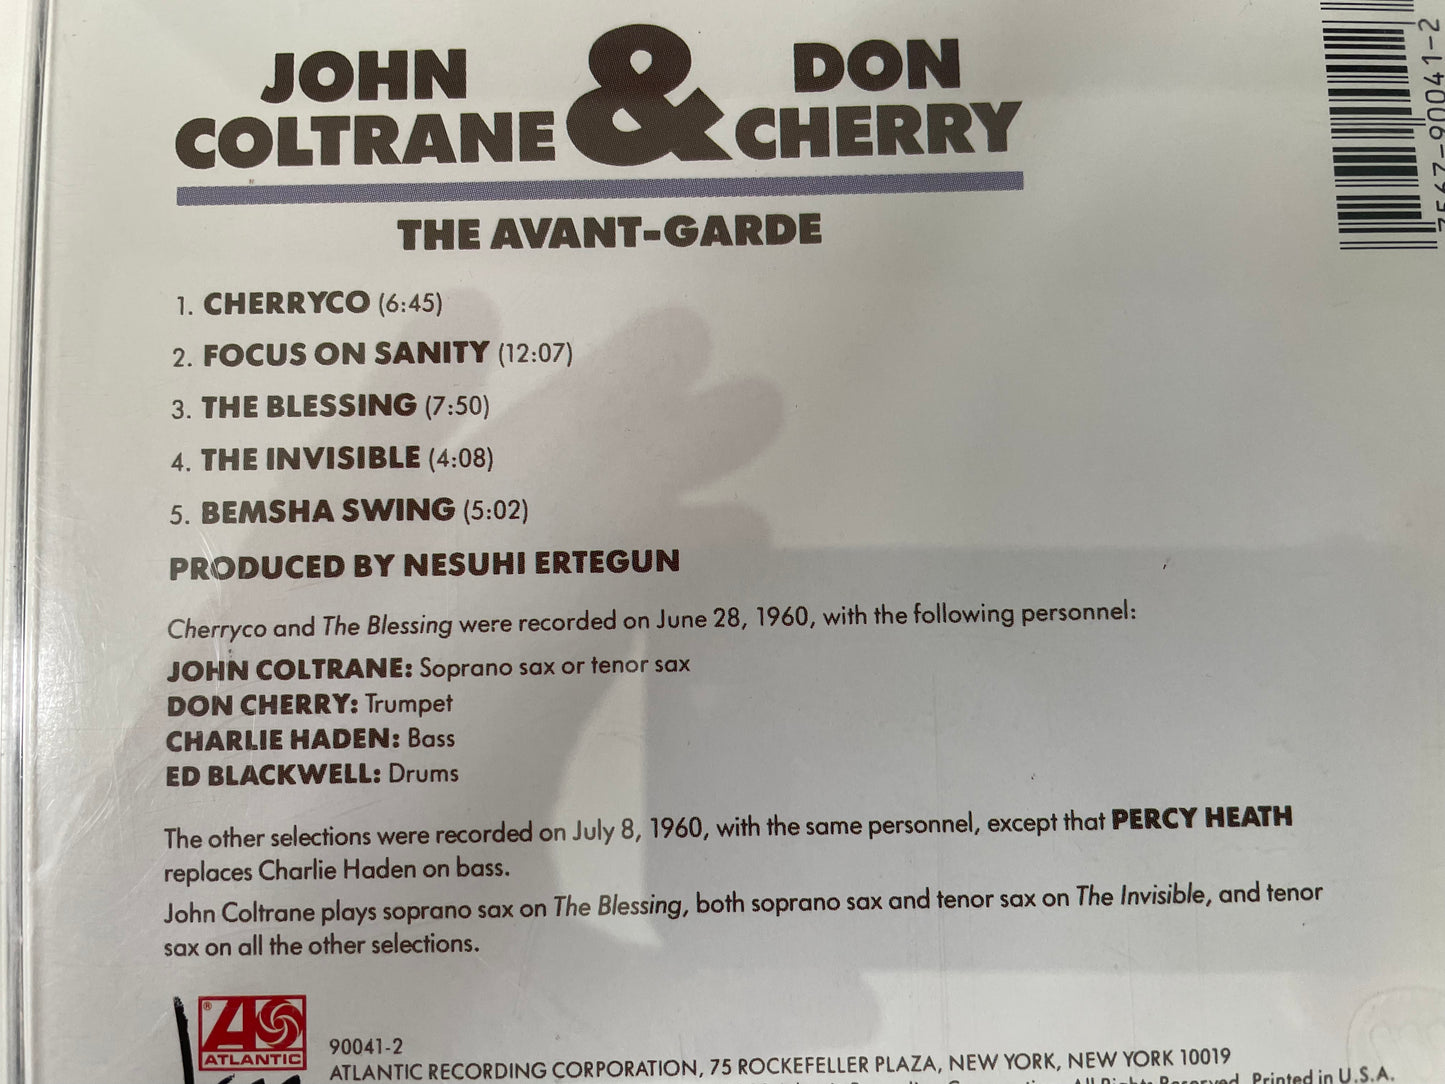 JOHN COLTRANE & DON CHERRY
THE AVANT-GARDE
1. CHERRYCO (6:45)
2. FOCUS ON SANITY (12:07)
3. THE BLESSING (7:50)
4. THE INVISIBLE (4:08)
5. BEMSHA SWING (5:02)
PRODUCED BY NESUHI ERTEGUN
Cherryco and The Blessing were recorded on June 28, 1960, with the following personnel:
JOHN COLTRANE: Soprano sax or tenor sax
DON CHERRY: Trumpet
CHARLIE HADEN: Bass
ED BLACKWELL: Drums
The other selections were recorded on July 8, 1960, with the same personnel, except that PERCY HEATH
replaces Charlie Haden on bass.
John Coltrane plays soprano sax on The Blessing, both soprano sax and tenor sax on The Invisible, and tenor
sax on all the other selections.
® ATLANTIC
90041-2
ATLANTIC RECORDING CORPORATION, 75 ROCKEFELLER PLAZA, NEW YORK, NEW YORK 10019
All Rights Reserved. Printed in U.S.A.
7567-90041-2